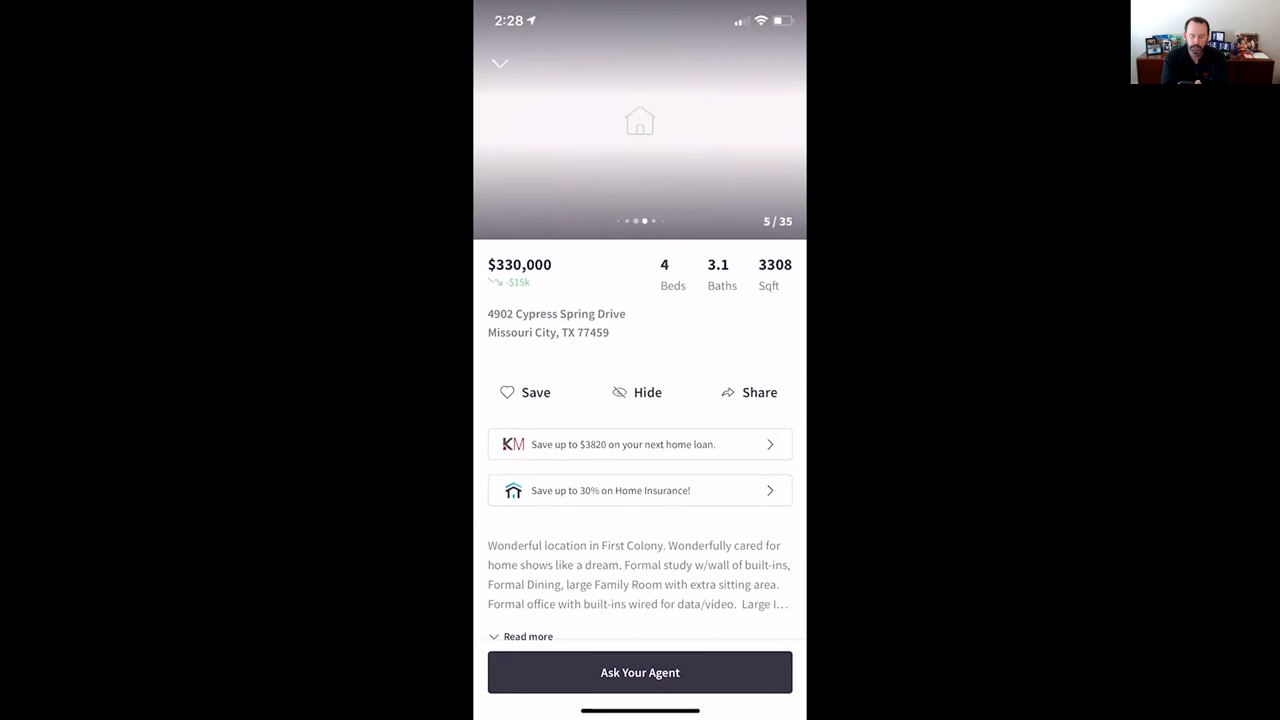 2:28
5 / 35
$330,000
4
3.1
3308
-$15k
Beds
Baths
Sqft
4902 Cypress Spring Drive
Missouri City, TX 77459
Save
Hide
Share
KM Save up to $3820 on your next home loan.
Save up to 30% on Home Insurance!
Wonderful location in First Colony. Wonderfully cared for
home shows like a dream. Formal study w/wall of built-ins,
Formal Dining, large Family Room with extra sitting area.
Formal office with built-ins wired for data/video. Large I...
Read more
Ask Your Agent